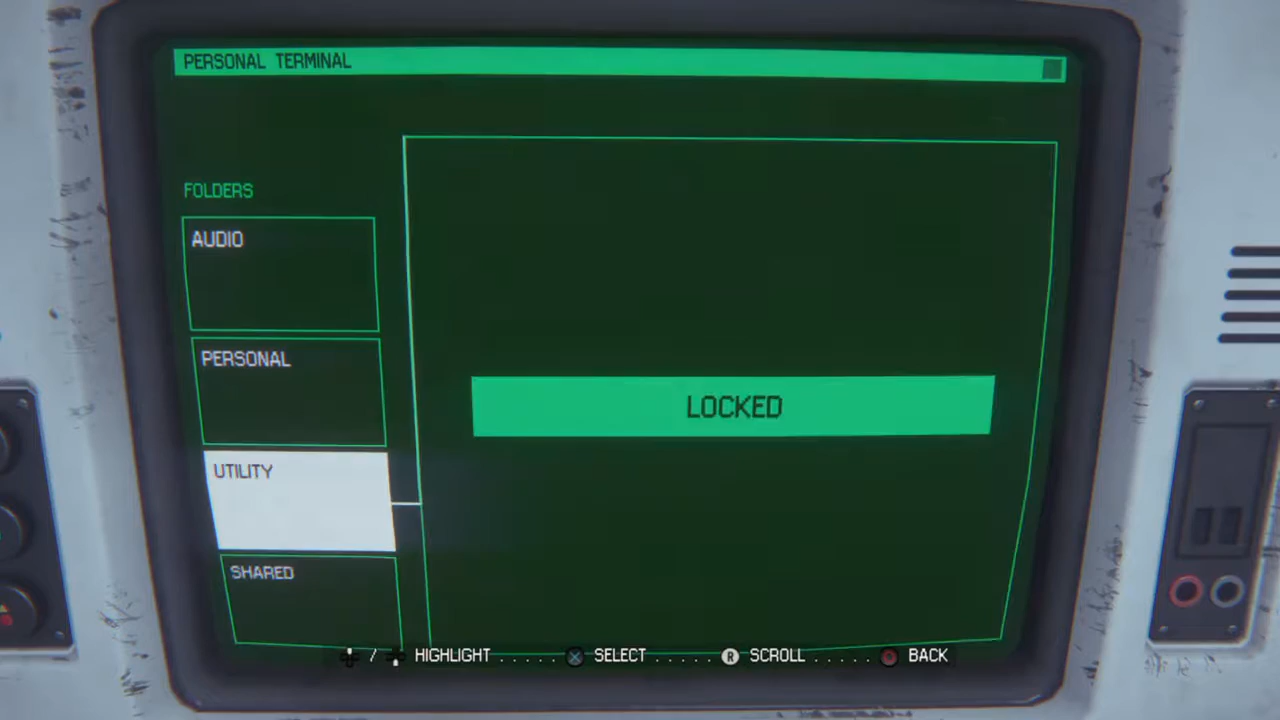 PERSONAL TERMINAL
FOLDERS
AUDIO
PERSONAL
LOCKED
UTILITY
SHARED
/ HIGHLIGHT ..... SELECT ..... R SCROLL ..... BACK